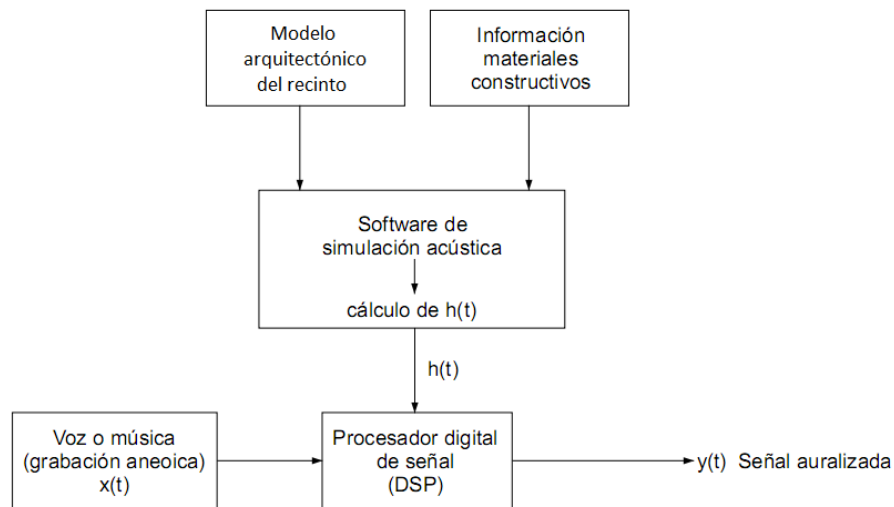 Modelo
arquitectónico
del recinto
Información
materiales
constructivos
Software de
simulación acústica
cálculo de h(t)
h(t)
Voz o música
(grabación aneoica)
x(t)
Procesador digital
de señal
(DSP)
y(t) Señal auralizada